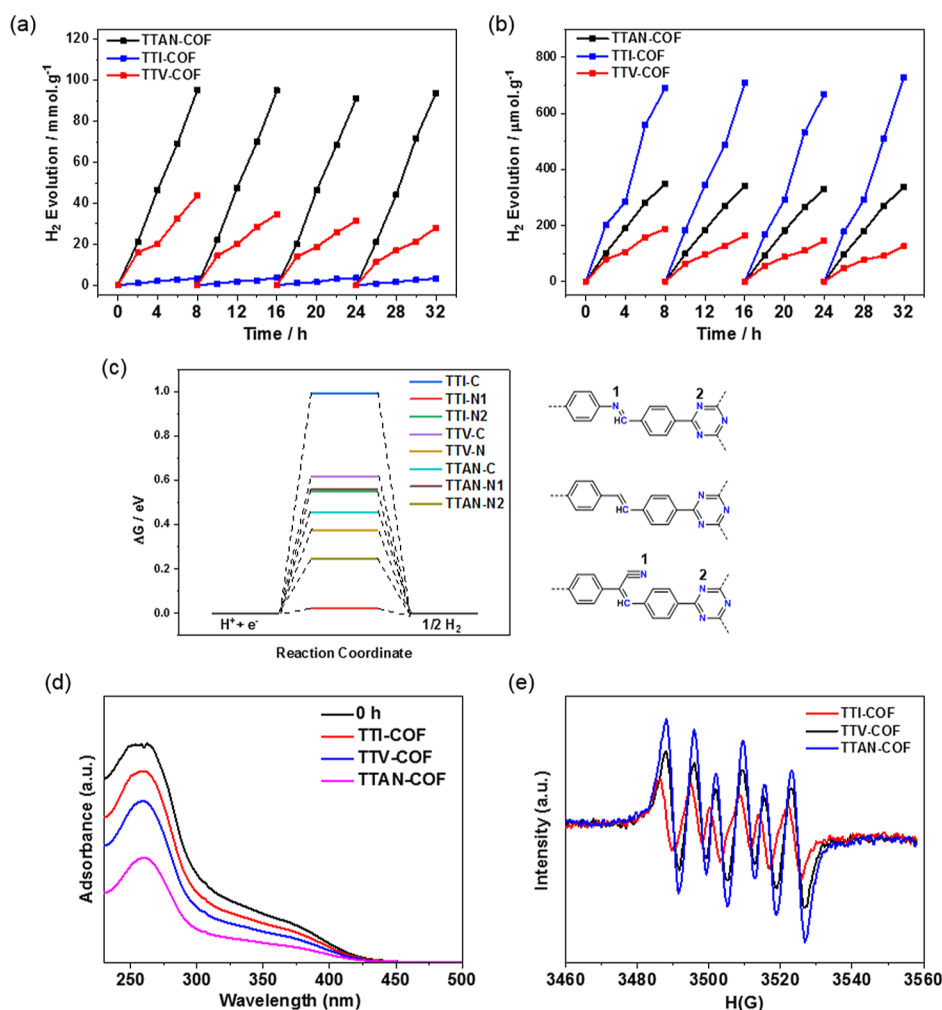 (a)
TTAN-COF
TTI-COF
TTV-COF
120
100
80
60
40
20
0
H₂ Evolution / mmol.g⁻¹
0 4 8 12 16 20 24 28 32
Time / h
(b)
TTAN-COF
TTI-COF
TTV-COF
800
600
400
200
0
H₂ Evolution / μmol.g⁻¹
0 4 8 12 16 20 24 28 32
Time / h
(c)
1.0
0.8
0.6
0.4
0.2
0.0
ΔG / eV
TTI-C
TTI-N1
TTI-N2
TTV-C
TTV-N
TTAN-C
TTAN-N1
TTAN-N2
H⁺+ e⁻
1/2 H₂
Reaction Coordinate
1 2
N CH N N N
CH N N N
1 2
N CH N N N
(d)
0 h
TTI-COF
TTV-COF
TTAN-COF
Adsorbance (a.u.)
250 300 350 400 450 500
Wavelength (nm)
(e)
TTI-COF
TTV-COF
TTAN-COF
Intensity (a.u.)
3460 3480 3500 3520 3540 3560
H(G)